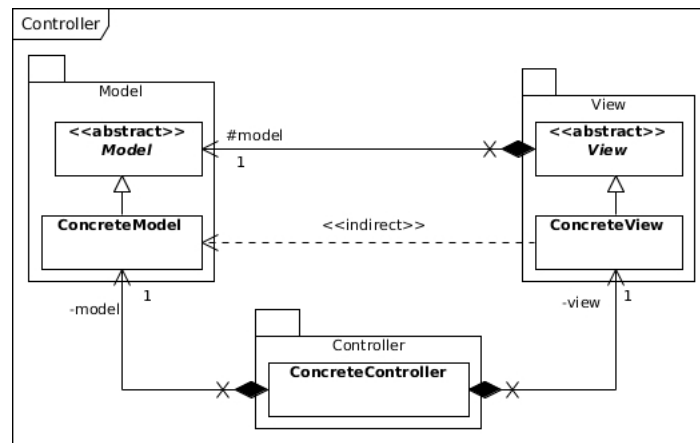 Controller
Model
View
<<abstract>>
Model
#model
1
<<abstract>>
View
ConcreteModel
<<indirect>>
ConcreteView
-model
1
-view
1
Controller
ConcreteController